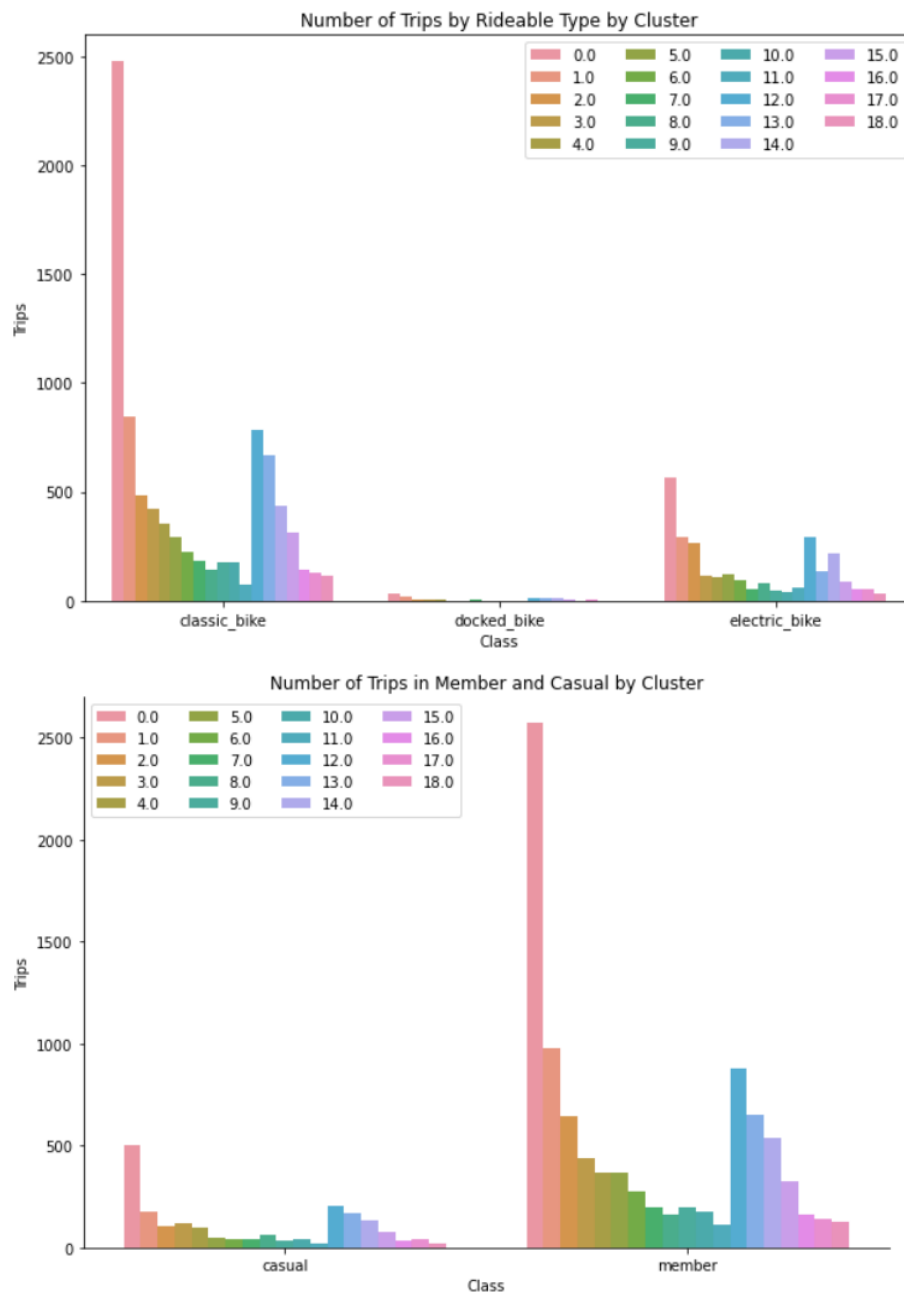 Number of Trips by Rideable Type by Cluster
2500
2000
1500
1000
500
0
Trips
0.0 5.0 10.0 15.0
1.0 6.0 11.0 16.0
2.0 7.0 12.0 17.0
3.0 8.0 13.0 18.0
4.0 9.0 14.0
classic_bike docked_bike electric_bike
Class
Number of Trips in Member and Casual by Cluster
2500
2000
1500
1000
500
0
Trips
0.0 5.0 10.0 15.0
1.0 6.0 11.0 16.0
2.0 7.0 12.0 17.0
3.0 8.0 13.0 18.0
4.0 9.0 14.0
casual member
Class